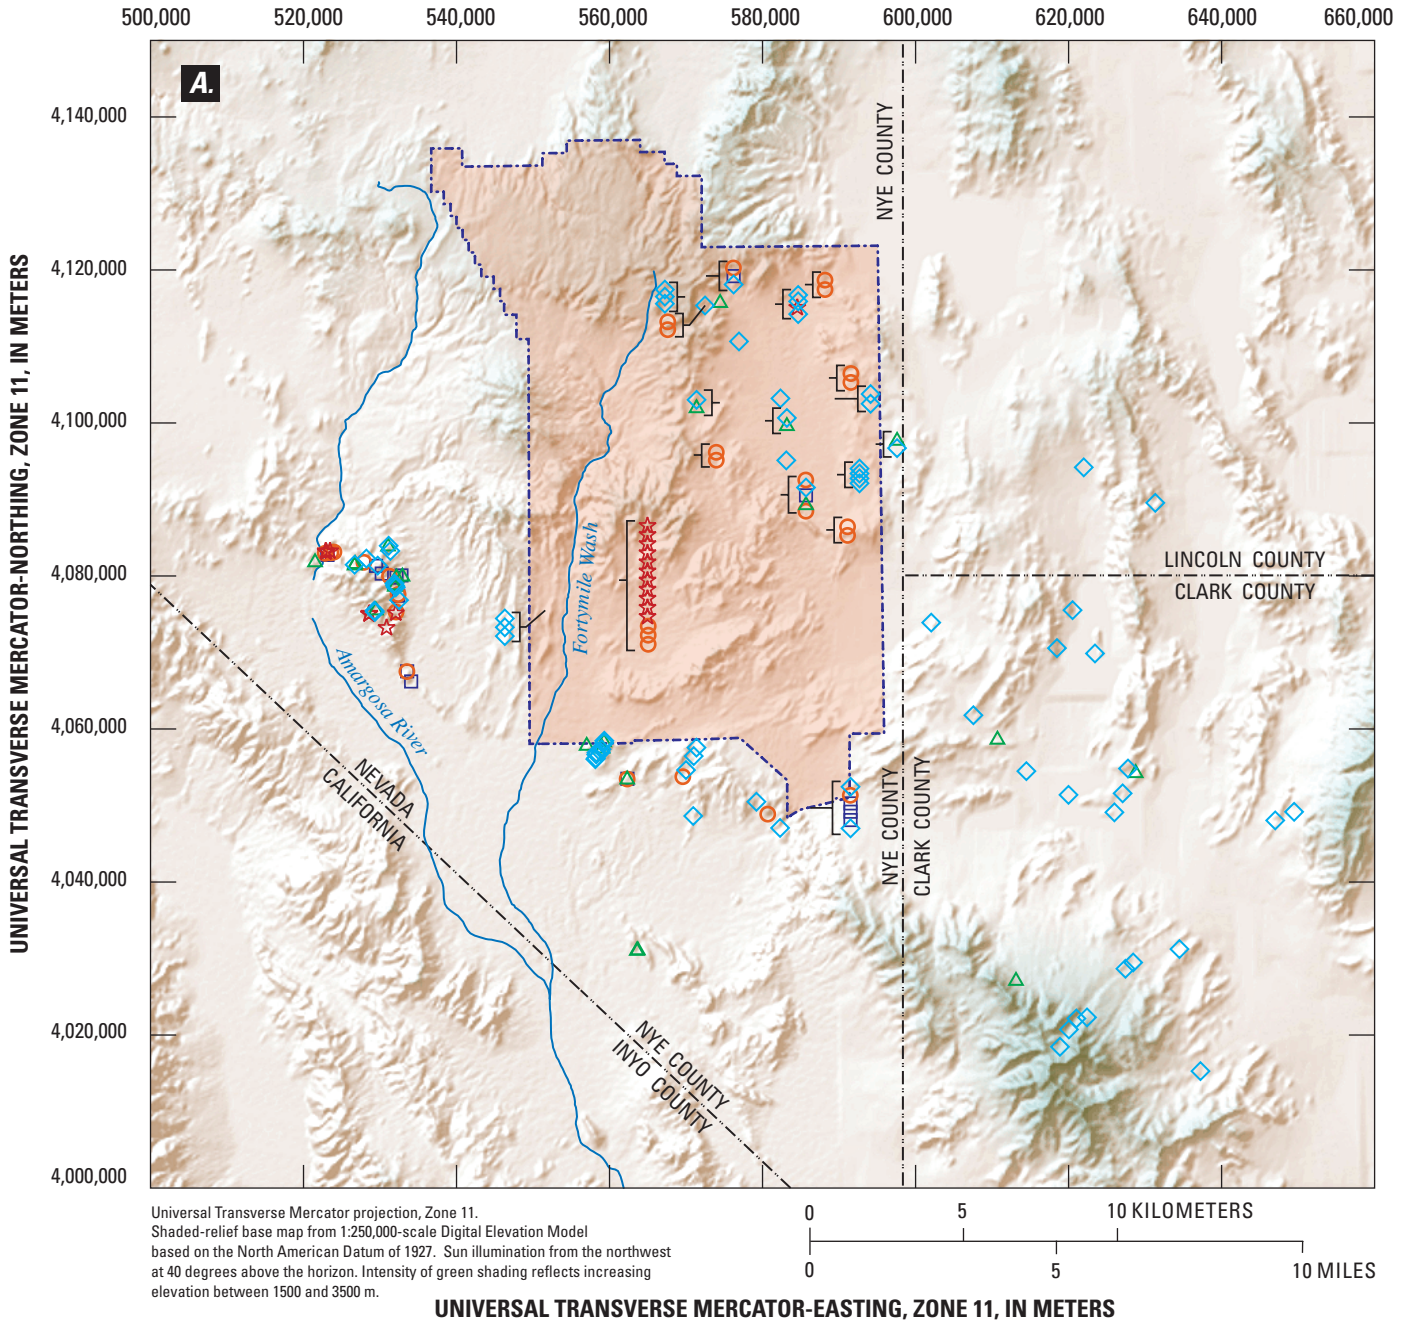 500,000 520,000 540,000 560,000 580,000 600,000 620,000 640,000 660,000
A.
4,140,000
4,120,000
4,100,000
4,080,000
4,060,000
4,040,000
4,020,000
4,000,000
UNIVERSAL TRANSVERSE MERCATOR-NORTHING, ZONE 11, IN METERS
NYE COUNTY
LINCOLN COUNTY
CLARK COUNTY
Fortymile Wash
Amargosa River
NEVADA
CALIFORNIA
NYE COUNTY
CLARK COUNTY
NYE COUNTY
INYO COUNTY
Universal Transverse Mercator projection, Zone 11.
Shaded-relief base map from 1:250,000-scale Digital Elevation Model
based on the North American Datum of 1927. Sun illumination from the northwest
at 40 degrees above the horizon. Intensity of green shading reflects increasing
elevation between 1500 and 3500 m.
0 5 10 KILOMETERS
0 5 10 MILES
UNIVERSAL TRANSVERSE MERCATOR-EASTING, ZONE 11, IN METERS